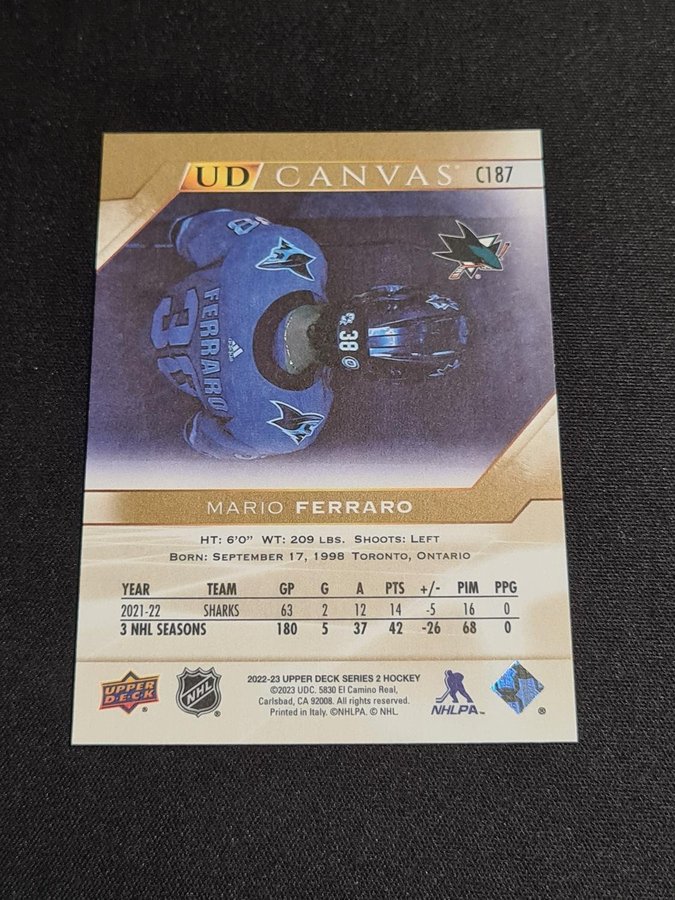 UD CANVAS C187
38
FERRARO
38
adidas
38
MARIO FERRARO
HT: 6'0" WT: 209 LBS. SHOOTS: LEFT
BORN: SEPTEMBER 17, 1998 TORONTO, ONTARIO
YEAR TEAM GP G A PTS +/- PIM PPG
2021-22 SHARKS 63 2 12 14 -5 16 0
3 NHL SEASONS 180 5 37 42 -26 68 0
UPPER DECK ® NHL ®
2022-23 UPPER DECK SERIES 2 HOCKEY
©2023 UDC. 5830 El Camino Real,
Carlsbad, CA 92008. All rights reserved.
Printed in Italy. ©NHLPA. © NHL.
NHLPA™ ®